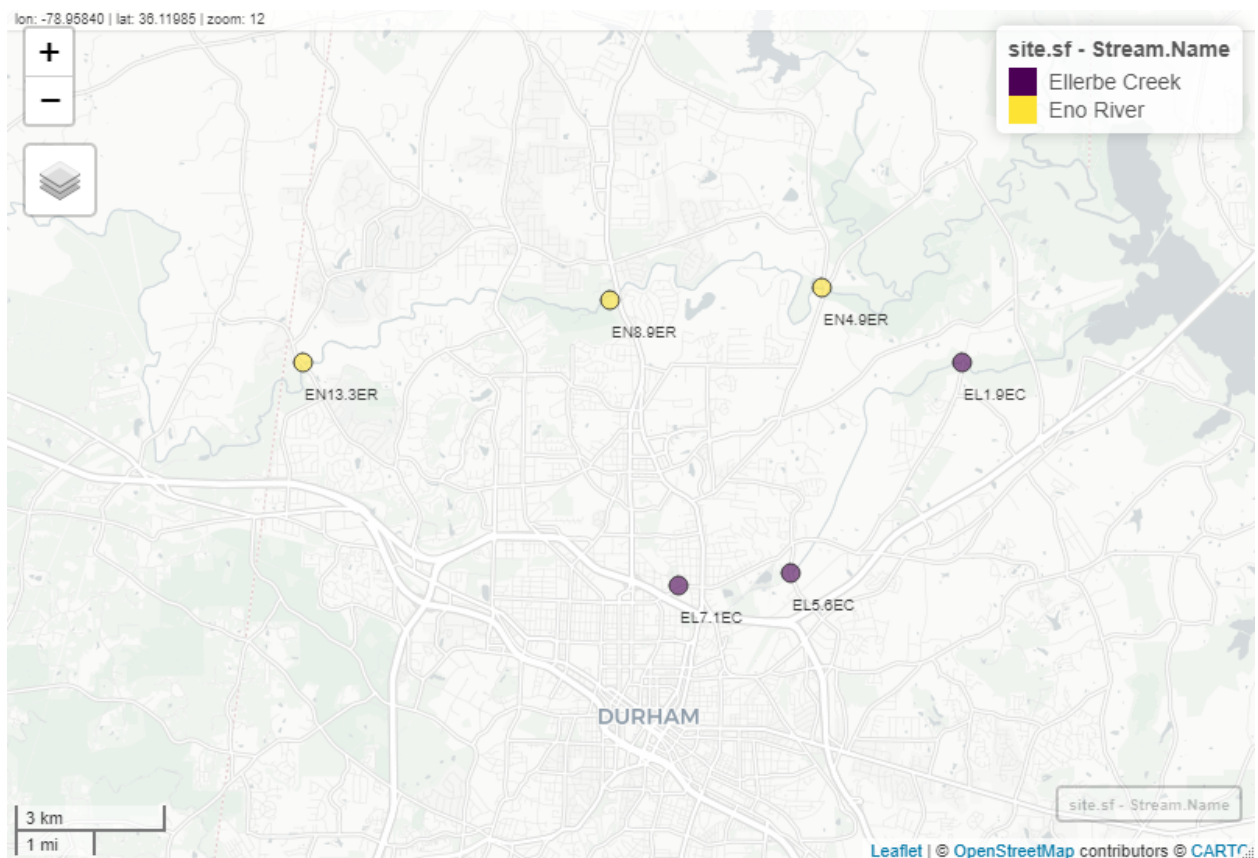 lon: -78.95840 | lat: 36.11985 | zoom: 12
+
−
site.sf - Stream.Name
Ellerbe Creek
Eno River
EN4.9ER
EN8.9ER
EN13.3ER
EL1.9EC
EL5.6EC
EL7.1EC
DURHAM
site.sf - Stream.Name
3 km
1 mi
Leaflet | © OpenStreetMap contributors © CARTO